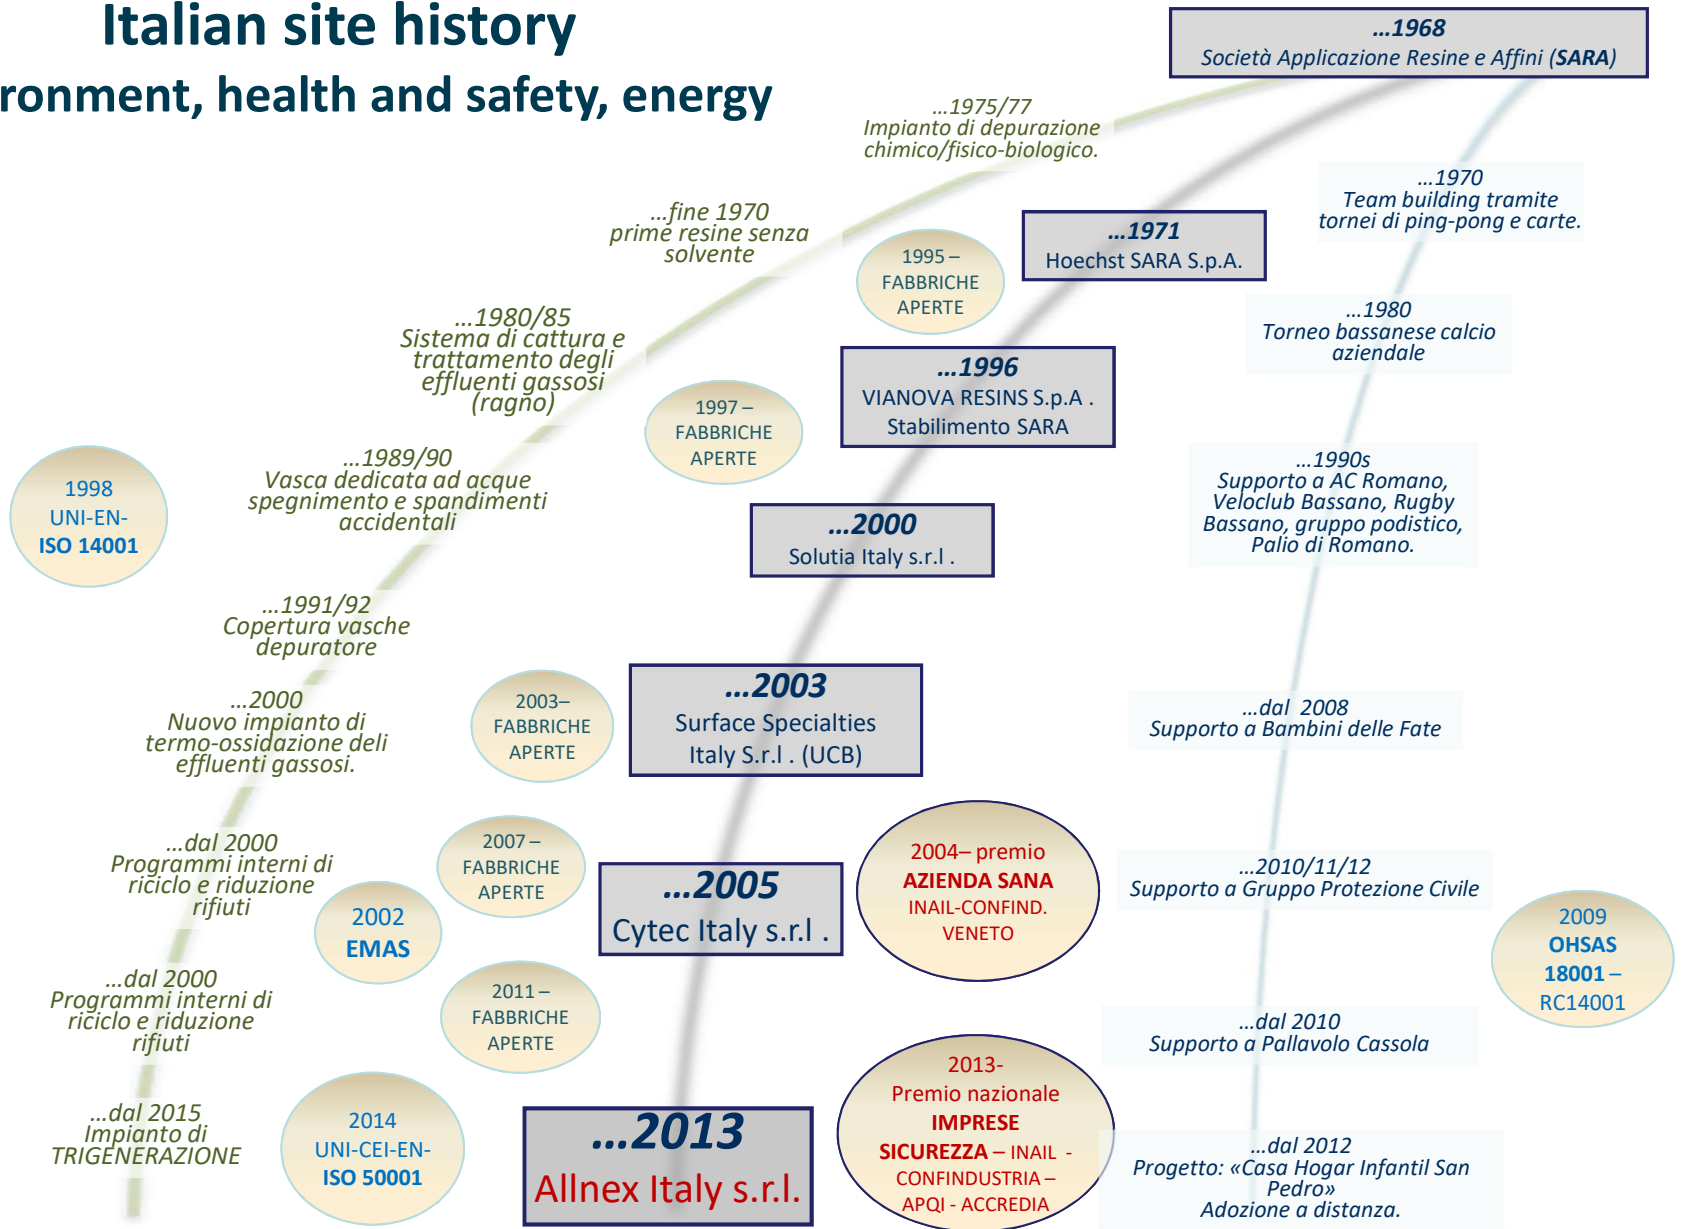 Italian site history
ronment, health and safety, energy
...1968
Società Applicazione Resine e Affini (SARA)
...1975/77
Impianto di depurazione
chimico/fisico-biologico.
...1970
Team building tramite
tornei di ping-pong e carte.
...fine 1970
prime resine senza
solvente
1995 –
FABBRICHE
APERTE
...1971
Hoechst SARA S.p.A.
...1980/85
Sistema di cattura e
trattamento degli
effluenti gassosi
(ragno)
...1980
Torneo bassanese calcio
aziendale
1997 –
FABBRICHE
APERTE
...1996
VIANOVA RESINS S.p.A .
Stabilimento SARA
1998
UNI-EN-
ISO 14001
...1989/90
Vasca dedicata ad acque
spegnimento e spandimenti
accidentali
...1990s
Supporto a AC Romano,
Veloclub Bassano, Rugby
Bassano, gruppo podistico,
Palio di Romano.
...2000
Solutia Italy s.r.l .
...1991/92
Copertura vasche
depuratore
...2000
Nuovo impianto di
termo-ossidazione deli
effluenti gassosi.
2003–
FABBRICHE
APERTE
...2003
Surface Specialties
Italy S.r.l . (UCB)
...dal  2008
Supporto a Bambini delle Fate
...dal 2000
Programmi interni di
riciclo e riduzione
rifiuti
2007 –
FABBRICHE
APERTE
2002
EMAS
...2005
Cytec Italy s.r.l .
2004– premio
AZIENDA SANA
INAIL-CONFIND.
VENETO
...2010/11/12
Supporto a Gruppo Protezione Civile
2009
OHSAS
18001 –
RC14001
...dal 2000
Programmi interni di
riciclo e riduzione
rifiuti
2011 –
FABBRICHE
APERTE
...dal 2010
Supporto a Pallavolo Cassola
...dal 2015
Impianto di
TRIGENERAZIONE
2014
UNI-CEI-EN-
ISO 50001
...2013
Allnex Italy s.r.l.
2013-
Premio nazionale
IMPRESE
SICUREZZA – INAIL -
CONFINDUSTRIA –
APQI - ACCREDIA
...dal 2012
Progetto: «Casa Hogar Infantil San
Pedro»
Adozione a distanza.